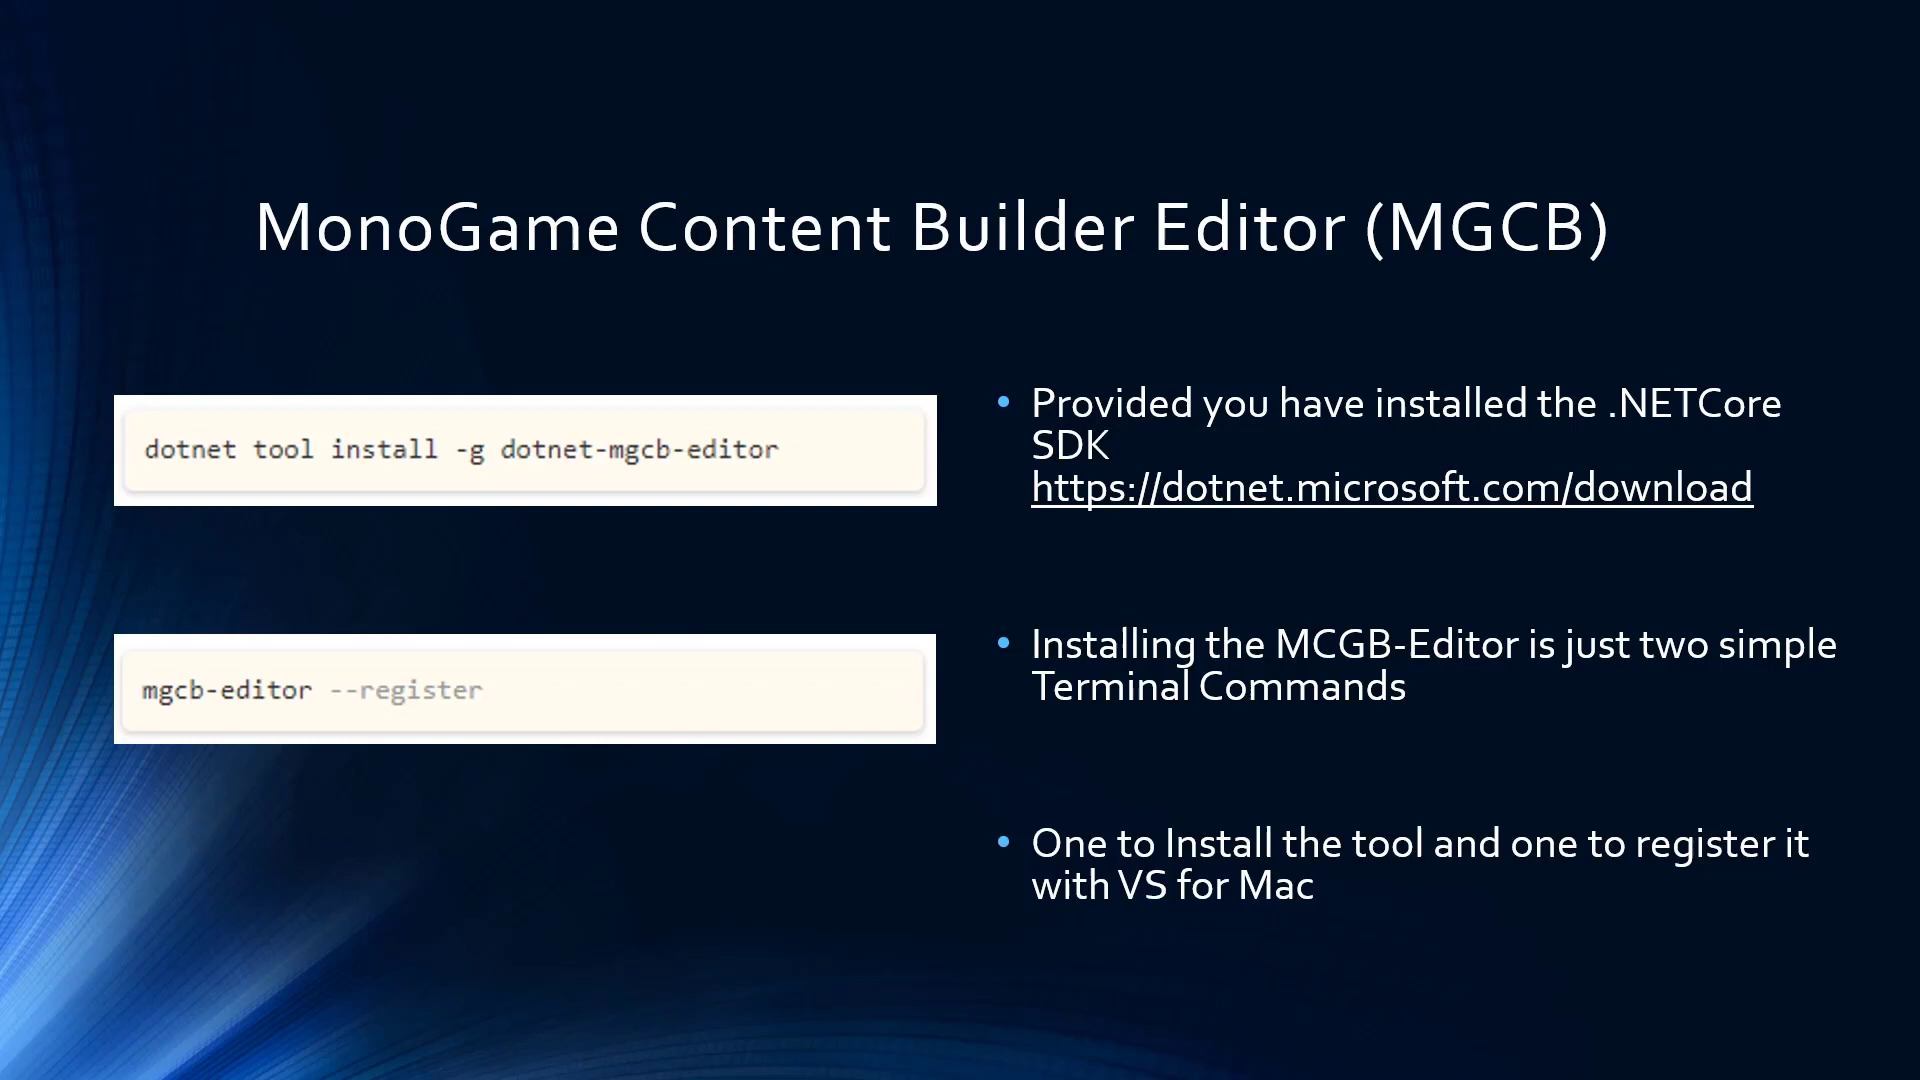 MonoGame Content Builder Editor (MGCB)
dotnet tool install -g dotnet-mgcb-editor
mgcb-editor --register
• Provided you have installed the .NETCore
SDK
https://dotnet.microsoft.com/download
• Installing the MCGB-Editor is just two simple
Terminal Commands
• One to Install the tool and one to register it
with VS for Mac